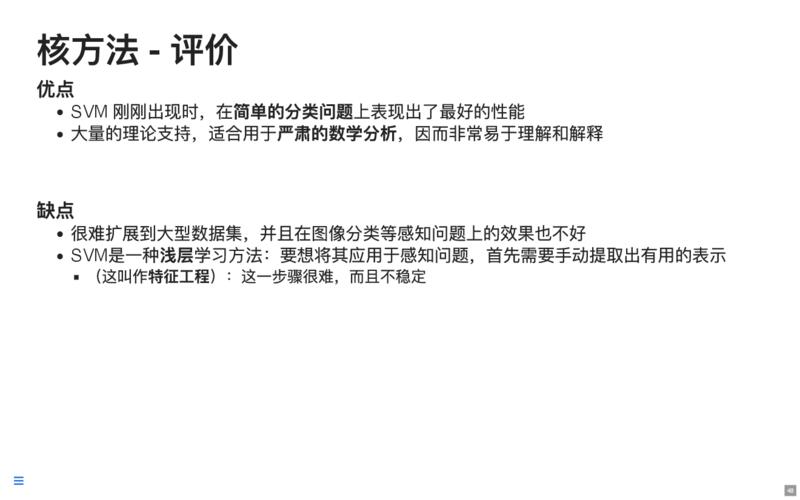 核方法 - 评价
优点
SVM 刚刚出现时，在简单的分类问题上表现出了最好的性能
大量的理论支持，适合用于严肃的数学分析，因而非常易于理解和解释
缺点
很难扩展到大型数据集，并且在图像分类等感知问题上的效果也不好
SVM是一种浅层学习方法：要想将其应用于感知问题，首先需要手动提取出有用的表示
（这叫作特征工程）：这一步骤很难，而且不稳定
48